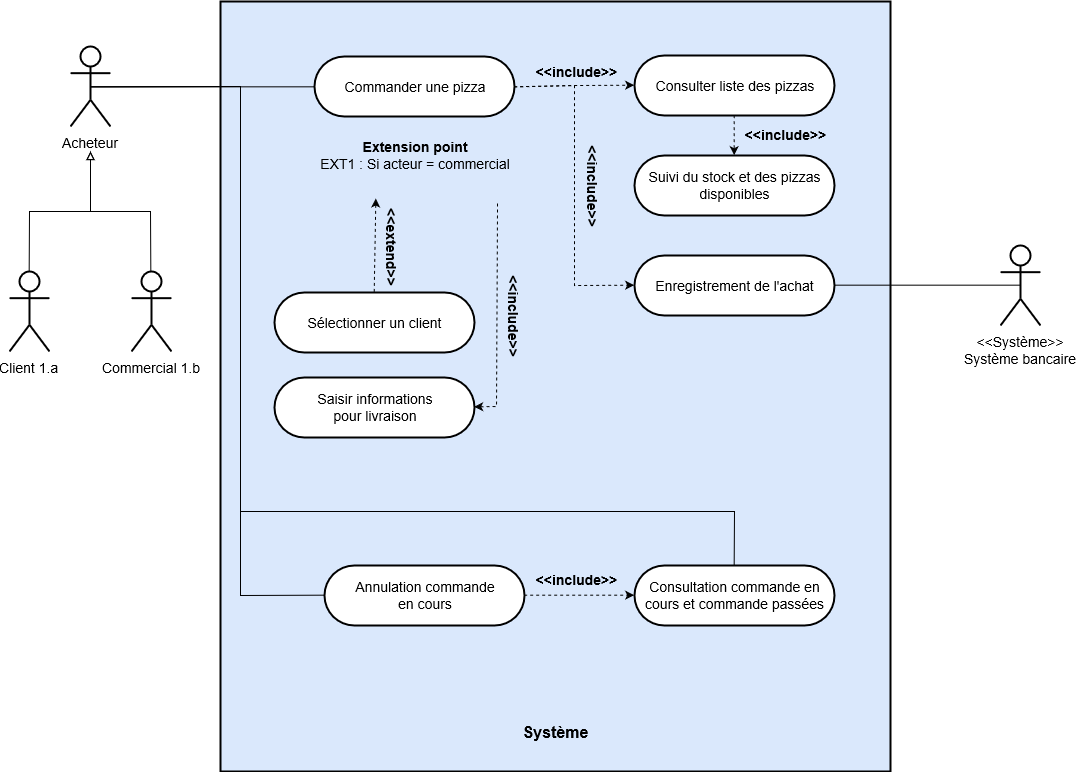 <<include>>
Commander une pizza
Consulter liste des pizzas
Acheteur
<<include>>
Extension point
EXT1 : Si acteur = commercial
<<include>>
Suivi du stock et des pizzas
disponibles
<<extend>>
Enregistrement de l'achat
<<include>>
Sélectionner un client
<<Système>>
Système bancaire
Client 1.a
Commercial 1.b
Saisir informations
pour livraison
<<include>>
Annulation commande
en cours
Consultation commande en
cours et commande passées
Système